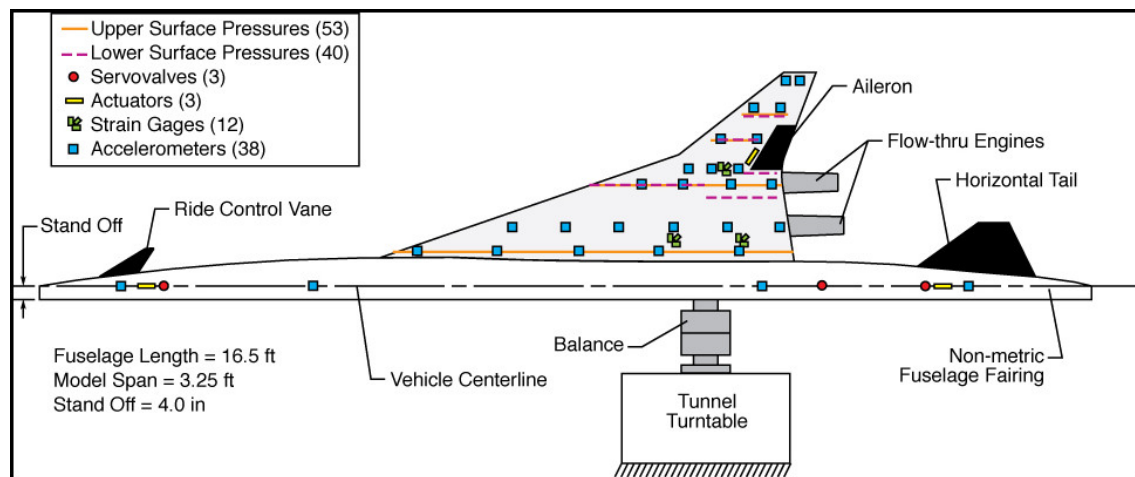 Upper Surface Pressures (53)
Lower Surface Pressures (40)
Servovalves (3)
Actuators (3)
Strain Gages (12)
Accelerometers (38)
Aileron
Flow-thru Engines
Horizontal Tail
Ride Control Vane
Stand Off
Balance
Non-metric
Fuselage Fairing
Vehicle Centerline
Fuselage Length = 16.5 ft
Model Span = 3.25 ft
Stand Off = 4.0 in
Tunnel
Turntable